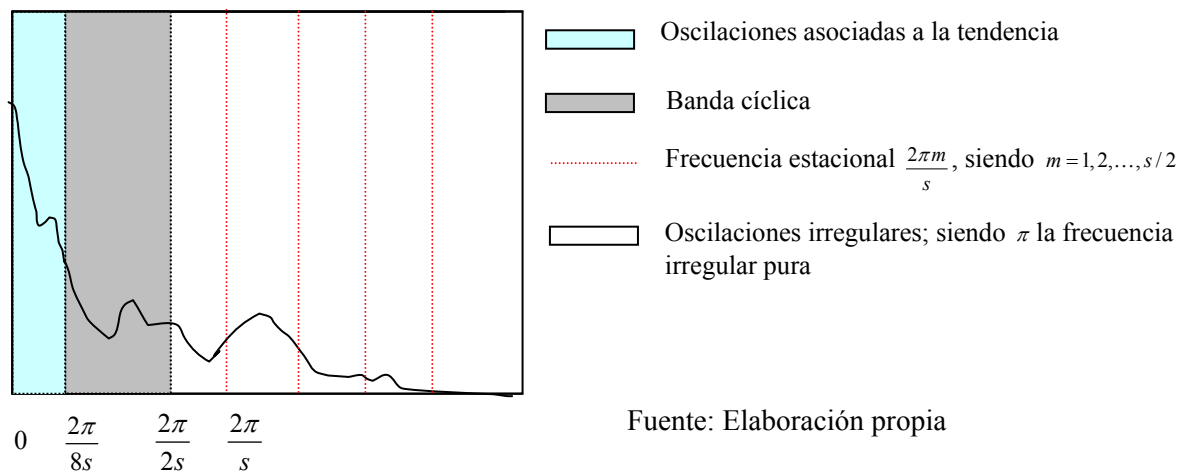 Oscilaciones asociadas a la tendencia
Banda cíclica
Frecuencia estacional 2πm/s, siendo m = 1, 2, ..., s / 2
Oscilaciones irregulares; siendo π la frecuencia
irregular pura
0 2π/8s 2π/2s 2π/s
Fuente: Elaboración propia